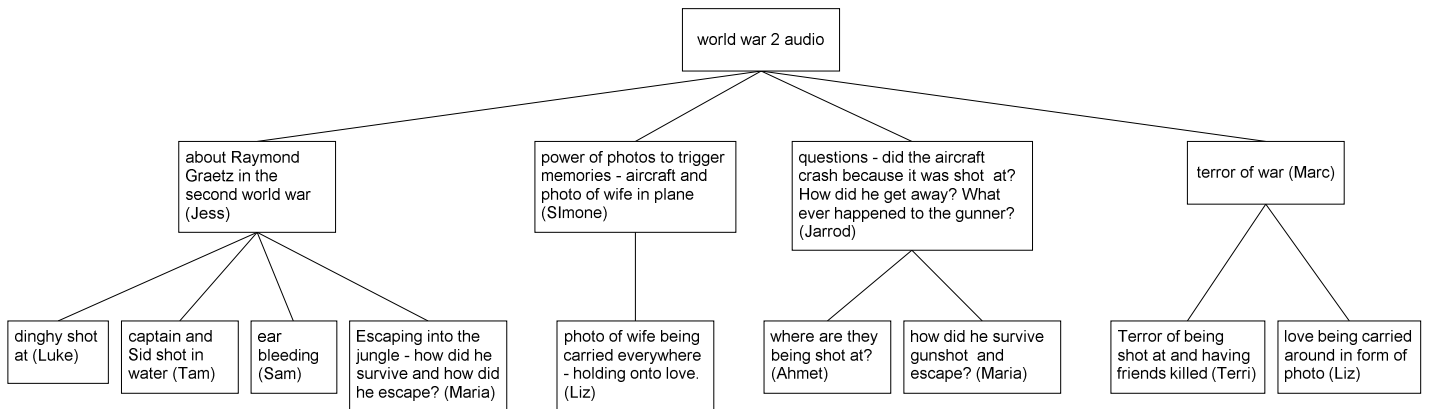 world war 2 audio
about Raymond
Graetz in the
second world war
(Jess)
power of photos to trigger
memories - aircraft and
photo of wife in plane
(SImone)
questions - did the aircraft
crash because it was shot  at?
How did he get away? What
ever happened to the gunner?
(Jarrod)
terror of war (Marc)
dinghy shot
at (Luke)
captain and
Sid shot in
water (Tam)
ear
bleeding
(Sam)
Escaping into the
jungle - how did he
survive and how did
he escape? (Maria)
photo of wife being
carried everywhere
- holding onto love.
(Liz)
where are they
being shot at?
(Ahmet)
how did he survive
gunshot  and
escape? (Maria)
Terror of being
shot at and having
friends killed (Terri)
love being carried
around in form of
photo (Liz)